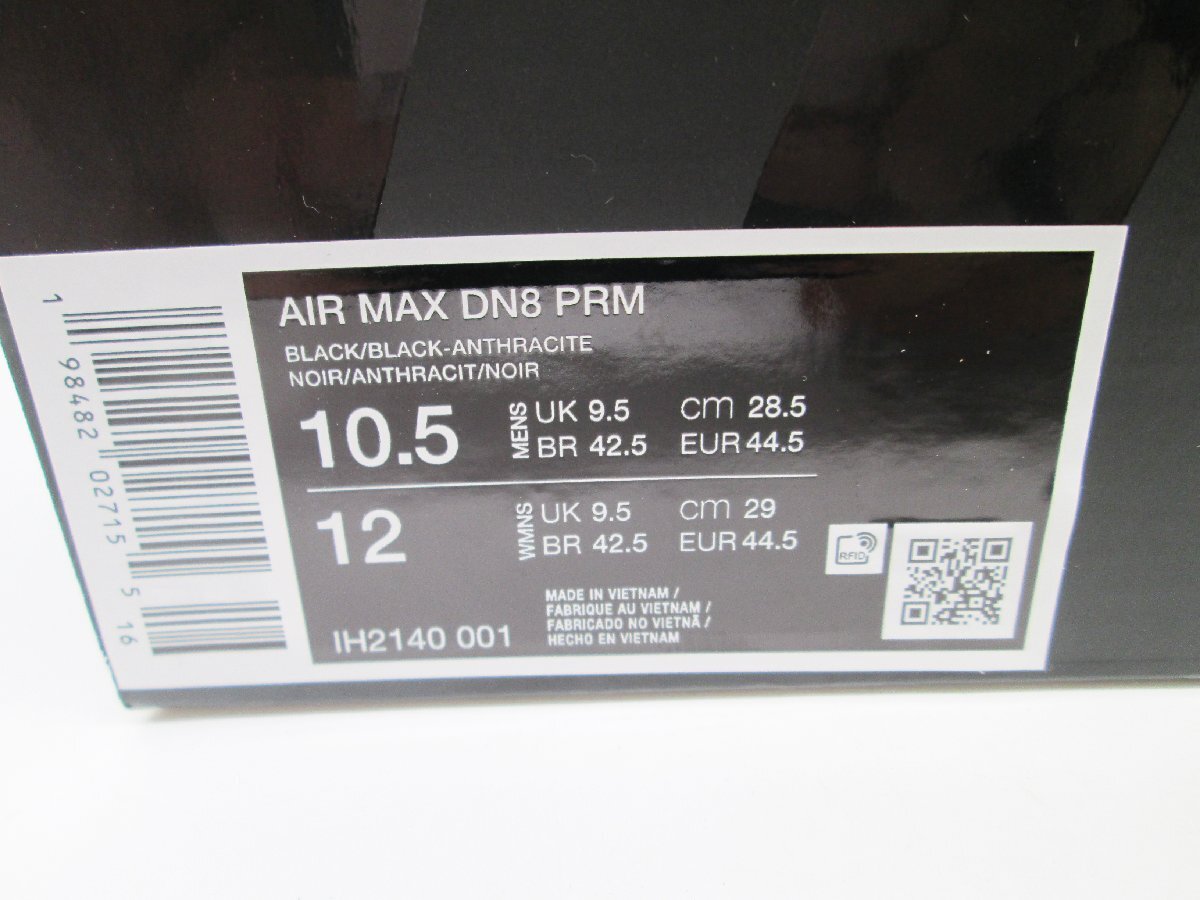 AIR MAX DN8 PRM
BLACK/BLACK-ANTHRACITE
NOIR/ANTHRACIT/NOIR
10.5 MENS UK 9.5 cm 28.5
BR 42.5 EUR 44.5
12 WMNS UK 9.5 cm 29
BR 42.5 EUR 44.5
MADE IN VIETNAM /
FABRIQUE AU VIETNAM /
FABRICADO NO VIETNÃ /
HECHO EN VIETNAM
IH2140 001
RFID
1 98482 02715 5 16